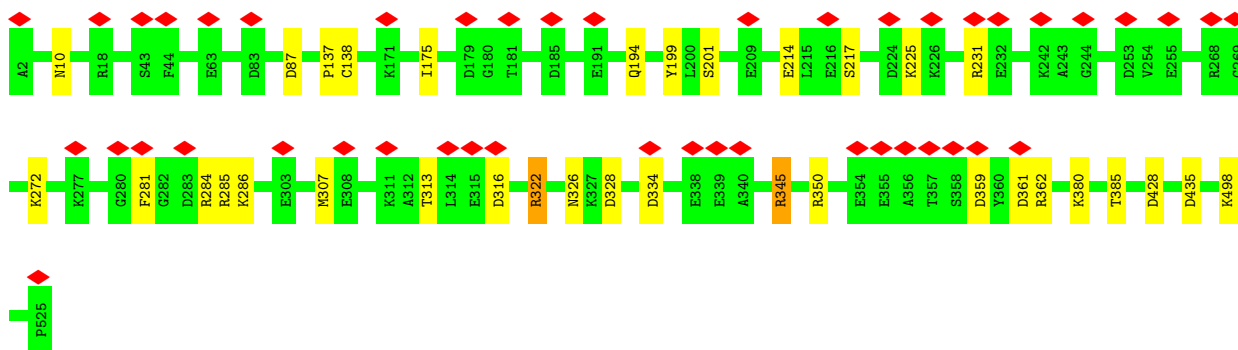 A2 N10 R18 S43 F44 E63 D83 D87 P137 C138 K171 I175 D179 G180 T181 D185 E191 Q194 Y199 L200 S201 E209 E214 L215 E216 S217 D224 K225 K226 R231 E232 K242 A243 G244 D253 V254 E255 R268
K272 K277 G280 F281 G282 D283 R284 R285 K286 E303 M307 E308 K311 A312 T313 L314 E315 D316 R322 N326 K327 D328 D334 E338 E339 A340 R345 R350 E354 E355 A356 T357 S358 D359 Y360 D361 R362 K380 T385 D428 D435 K498
P525